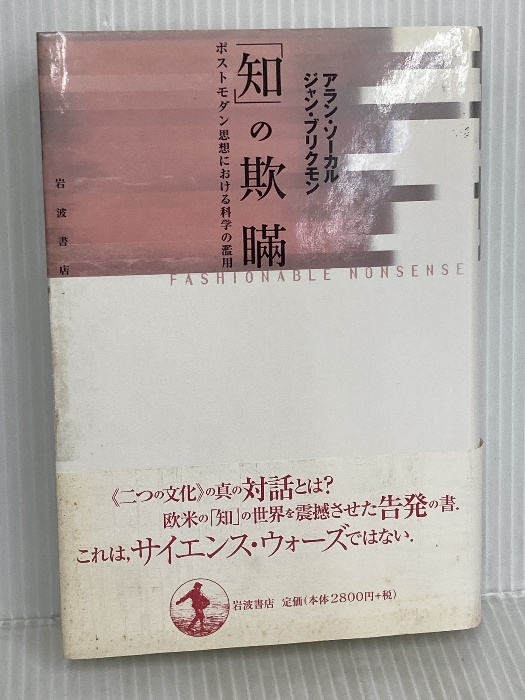 アラン・ソーカル
ジャン・ブリクモン
「知」の欺瞞
ポストモダン思想における科学の濫用
岩波書店
FASHIONABLE NONSENSE
《二つの文化》の真の対話とは?
欧米の「知」の世界を震撼させた告発の書.
これは,サイエンス・ウォーズではない.
岩波書店 定価(本体2800円+税)